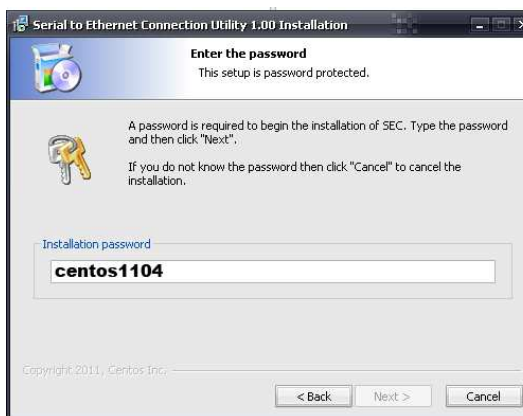 Serial to Ethernet Connection Utility 1.00 Installation
Enter the password
This setup is password protected.
A password is required to begin the installation of SEC. Type the password
and then click "Next".
If you do not know the password then click "Cancel" to cancel the
installation.
Installation password
centos1104
Copyright 2011, Centos Inc.
< Back
Next >
Cancel